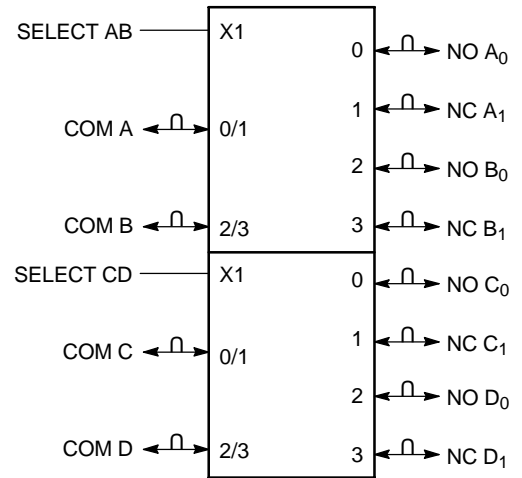 SELECT AB X1
0 NO A₀
COM A 0/1 1 NC A₁
2 NO B₀
COM B 2/3 3 NC B₁
SELECT CD X1
0 NO C₀
COM C 0/1 1 NC C₁
2 NO D₀
COM D 2/3 3 NC D₁